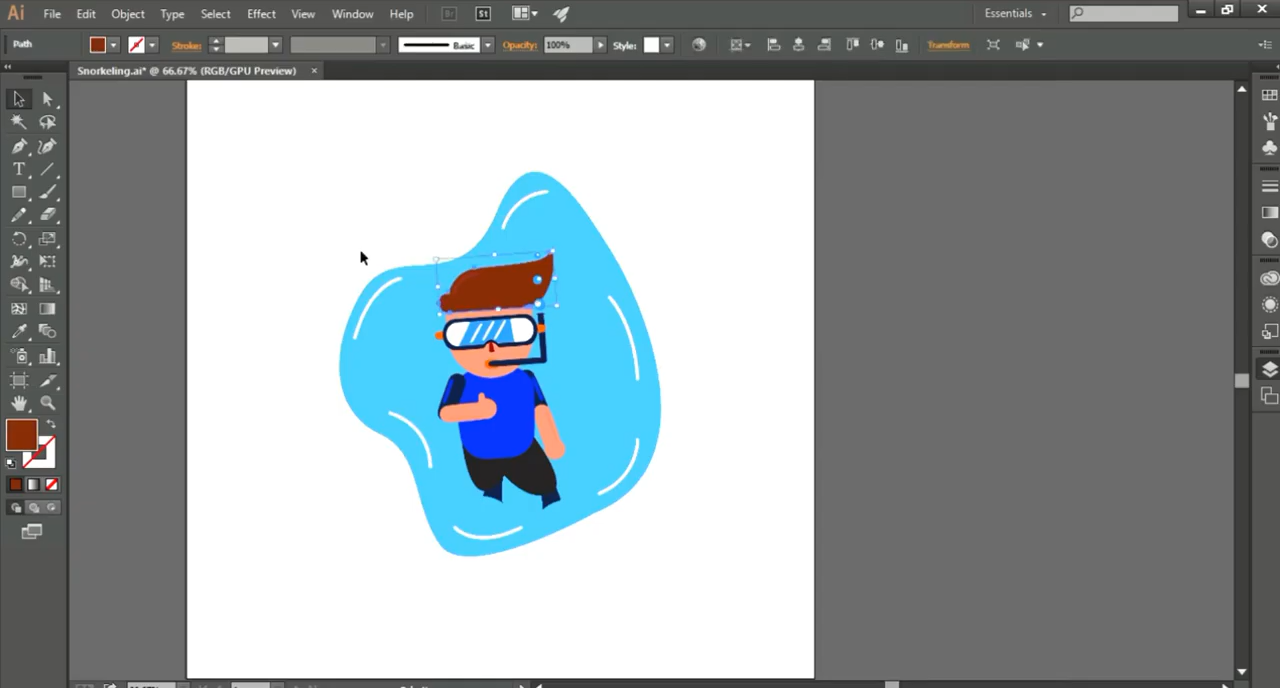 Ai File Edit Object Type Select Effect View Window Help Br St Essentials
Path Stroke: Basic Opacity: 100% Style: Transform
Snorkeling.ai* @ 66.67% (RGB/GPU Preview) ×
T